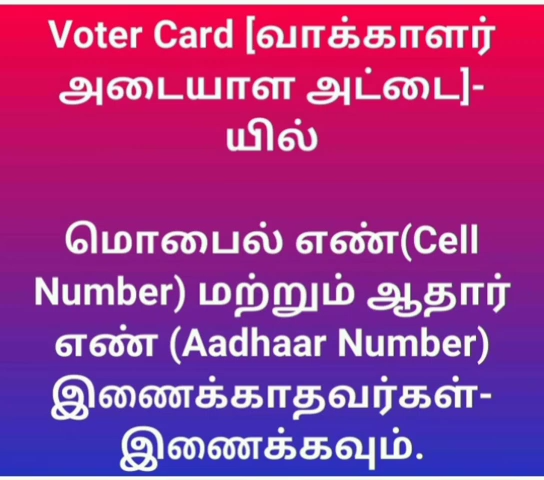 Voter Card [வாக்காளர்
அடையாள அட்டை]-
யில்
மொபைல் எண்(Cell
Number) மற்றும் ஆதார்
எண் (Aadhaar Number)
இணைக்காதவர்கள்-
இணைக்கவும்.